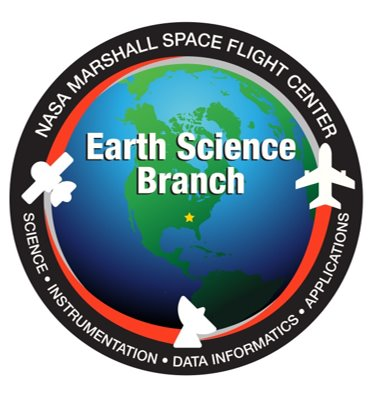 NASA MARSHALL SPACE FLIGHT CENTER
Earth Science
Branch
SCIENCE • INSTRUMENTATION • DATA INFORMATICS • APPLICATIONS